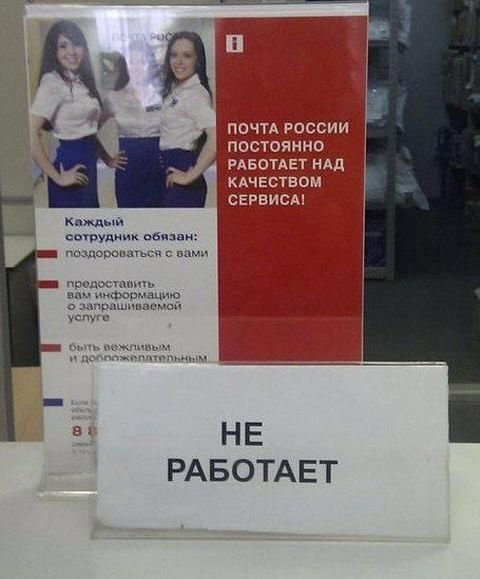 ПОЧТА РОССИИ
ПОСТОЯННО
РАБОТАЕТ НАД
КАЧЕСТВОМ
СЕРВИСА!
Каждый
сотрудник обязан:
поздороваться с вами
предоставить
вам информацию
о запрашиваемой
услуге
быть вежливым
и доброжелательным
НЕ
РАБОТАЕТ